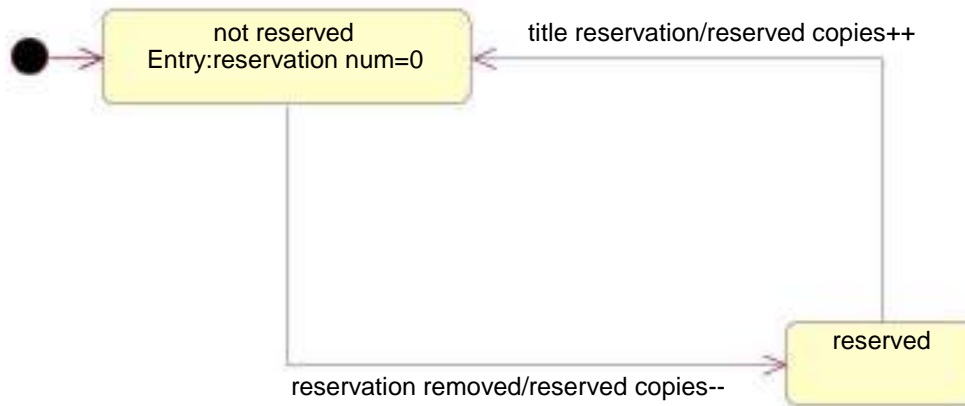 not reserved
Entry:reservation num=0
title reservation/reserved copies++
reserved
reservation removed/reserved copies--